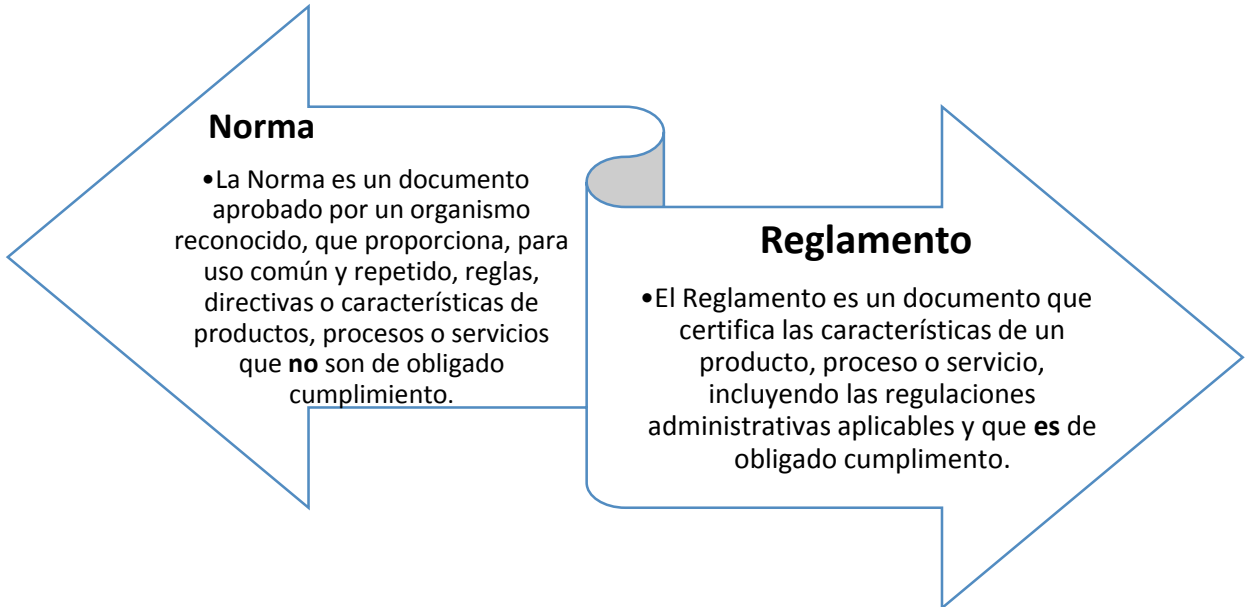 Norma
•La Norma es un documento
aprobado por un organismo
reconocido, que proporciona, para
uso común y repetido, reglas,
directivas o características de
productos, procesos o servicios
que no son de obligado
cumplimiento.
Reglamento
•El Reglamento es un documento que
certifica las características de un
producto, proceso o servicio,
incluyendo las regulaciones
administrativas aplicables y que es de
obligado cumplimento.